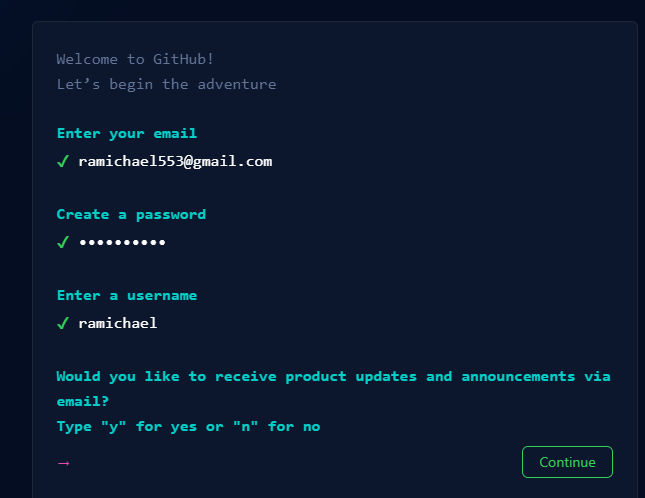 Welcome to GitHub!
Let’s begin the adventure
Enter your email
✓ ramichael553@gmail.com
Create a password
✓ ••••••••••
Enter a username
✓ ramichael
Would you like to receive product updates and announcements via
email?
Type "y" for yes or "n" for no
→ Continue